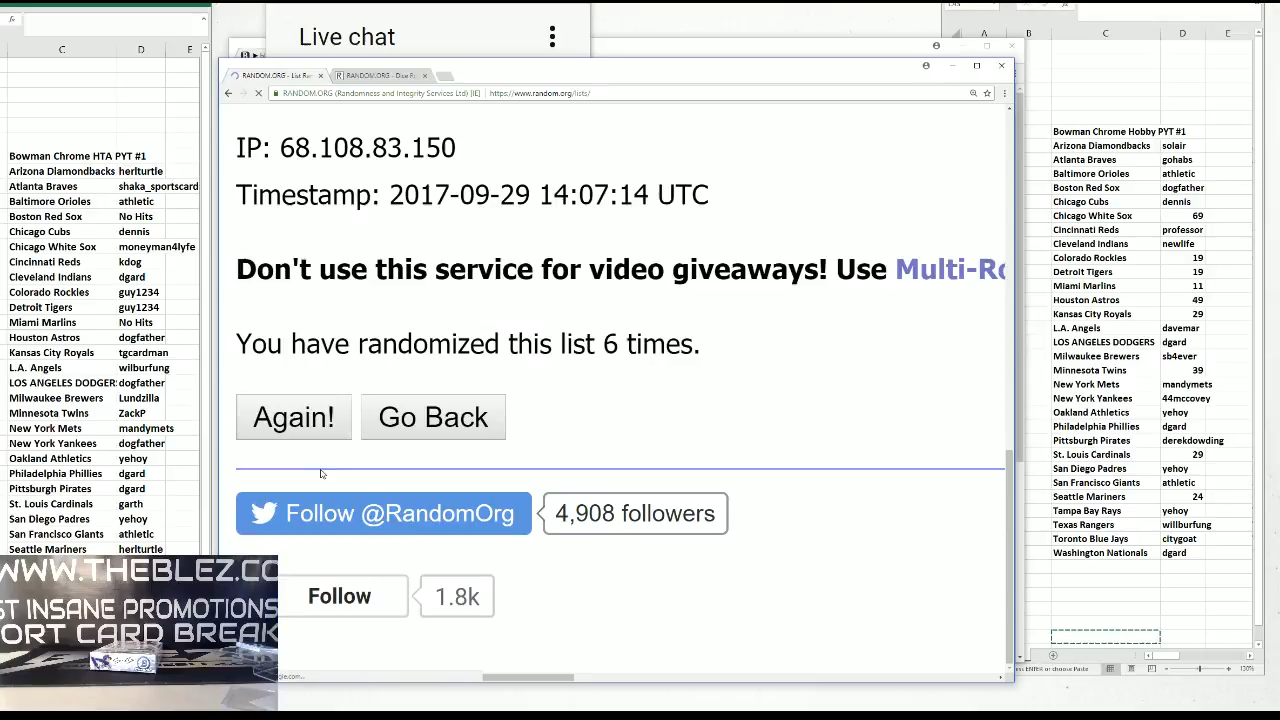 Live chat
RANDOM.ORG - List Ra
RANDOM.ORG - Dice Ro
RANDOM.ORG (Randomness and Integrity Services Ltd) [IE]
https://www.random.org/lists/
IP: 68.108.83.150
Timestamp: 2017-09-29 14:07:14 UTC
Don't use this service for video giveaways! Use Multi-Ro
You have randomized this list 6 times.
Again!
Go Back
Follow @RandomOrg
4,908 followers
Follow
1.8k
C D E
Bowman Chrome HTA PYT #1
Arizona Diamondbacks herlturtle
Atlanta Braves shaka_sportscard
Baltimore Orioles athletic
Boston Red Sox No Hits
Chicago Cubs dennis
Chicago White Sox moneyman4lyfe
Cincinnati Reds kdog
Cleveland Indians dgard
Colorado Rockies guy1234
Detroit Tigers guy1234
Miami Marlins No Hits
Houston Astros dogfather
Kansas City Royals tgcardman
L.A. Angels wilburfung
LOS ANGELES DODGER dogfather
Milwaukee Brewers Lundzilla
Minnesota Twins ZackP
New York Mets mandymets
New York Yankees dogfather
Oakland Athletics yehoy
Philadelphia Phillies dgard
Pittsburgh Pirates dgard
St. Louis Cardinals garth
San Diego Padres yehoy
San Francisco Giants athletic
Seattle Mariners herlturtle
WWW.THEBLEZ.CO
ST INSANE PROMOTIONS
ORT CARD BREAK
A B C D E
Bowman Chrome Hobby PYT #1
Arizona Diamondbacks solair
Atlanta Braves gohabs
Baltimore Orioles athletic
Boston Red Sox dogfather
Chicago Cubs dennis
Chicago White Sox 69
Cincinnati Reds professor
Cleveland Indians newlife
Colorado Rockies 19
Detroit Tigers 19
Miami Marlins 11
Houston Astros 49
Kansas City Royals 29
L.A. Angels davemar
LOS ANGELES DODGERS dgard
Milwaukee Brewers sb4ever
Minnesota Twins 39
New York Mets mandymets
New York Yankees 44mccovey
Oakland Athletics yehoy
Philadelphia Phillies dgard
Pittsburgh Pirates derekdowding
St. Louis Cardinals 29
San Diego Padres yehoy
San Francisco Giants athletic
Seattle Mariners 24
Tampa Bay Rays yehoy
Texas Rangers willburfung
Toronto Blue Jays citygoat
Washington Nationals dgard
ENTER or choose Paste
130%